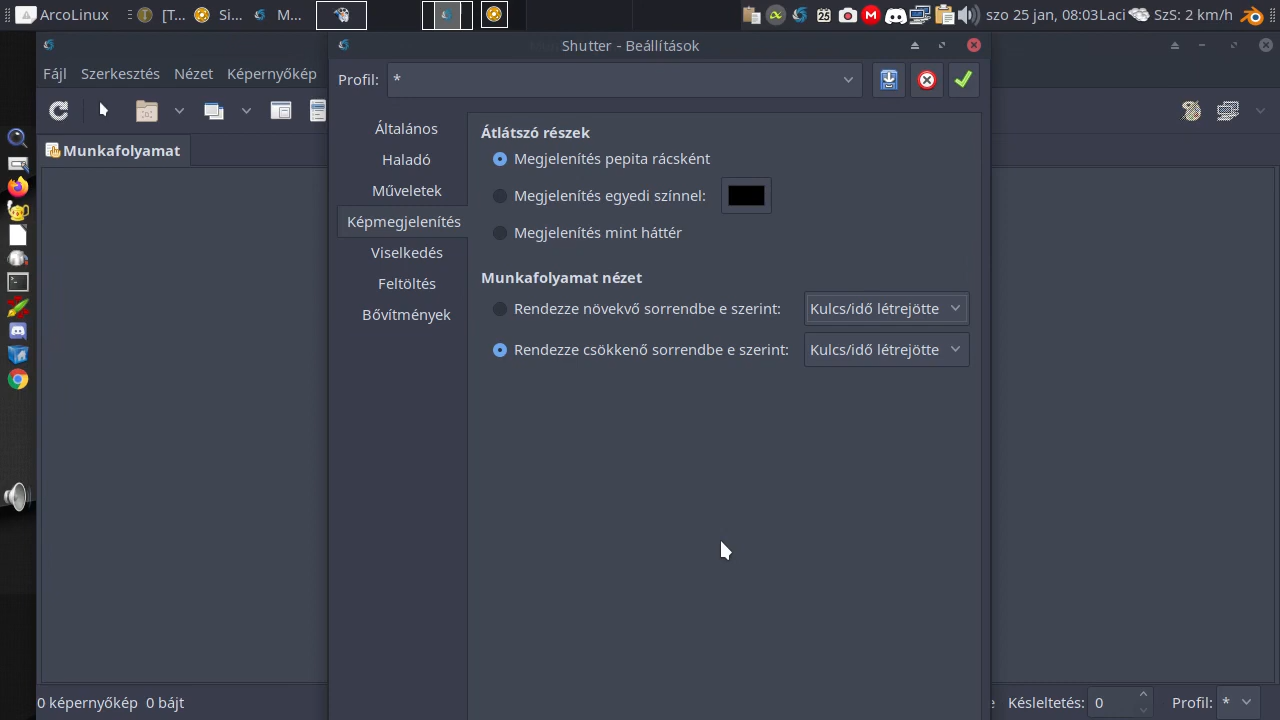 ArcoLinux
[T...
Si...
M...
25
szo 25 jan, 08:03
Laci
SzS: 2 km/h
Shutter - Beállítások
Fájl
Szerkesztés
Nézet
Képernyőkép
Profil:
*
Munkafolyamat
Általános
Haladó
Műveletek
Képmegjelenítés
Viselkedés
Feltöltés
Bővítmények
Átlátszó részek
Megjelenítés pepita rácsként
Megjelenítés egyedi színnel:
Megjelenítés mint háttér
Munkafolyamat nézet
Rendezze növekvő sorrendbe e szerint:
Kulcs/idő létrejötte
Rendezze csökkenő sorrendbe e szerint:
Kulcs/idő létrejötte
0 képernyőkép 0 bájt
Késleltetés:
0
Profil:
*